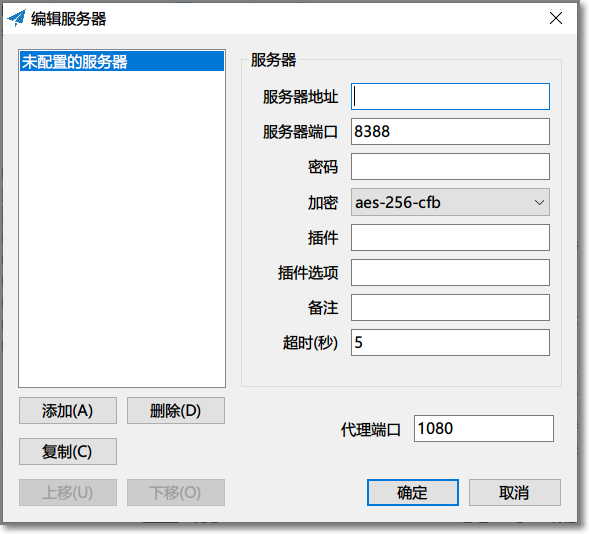 编辑服务器
未配置的服务器
服务器
服务器地址
服务器端口 8388
密码
加密 aes-256-cfb
插件
插件选项
备注
超时(秒) 5
添加(A) 删除(D)
代理端口 1080
复制(C)
上移(U) 下移(O) 确定 取消